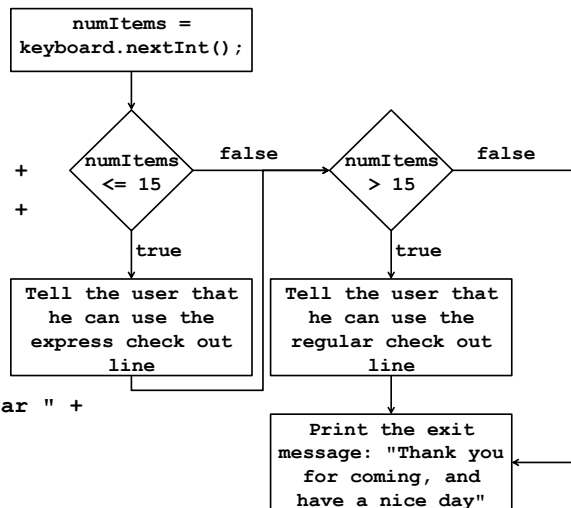 numItems =
keyboard.nextInt();
+
+
numItems
<= 15
false
true
numItems
> 15
false
true
Tell the user that
he can use the
express check out
line
Tell the user that
he can use the
regular check out
line
ar " +
Print the exit
message: "Thank you
for coming, and
have a nice day"